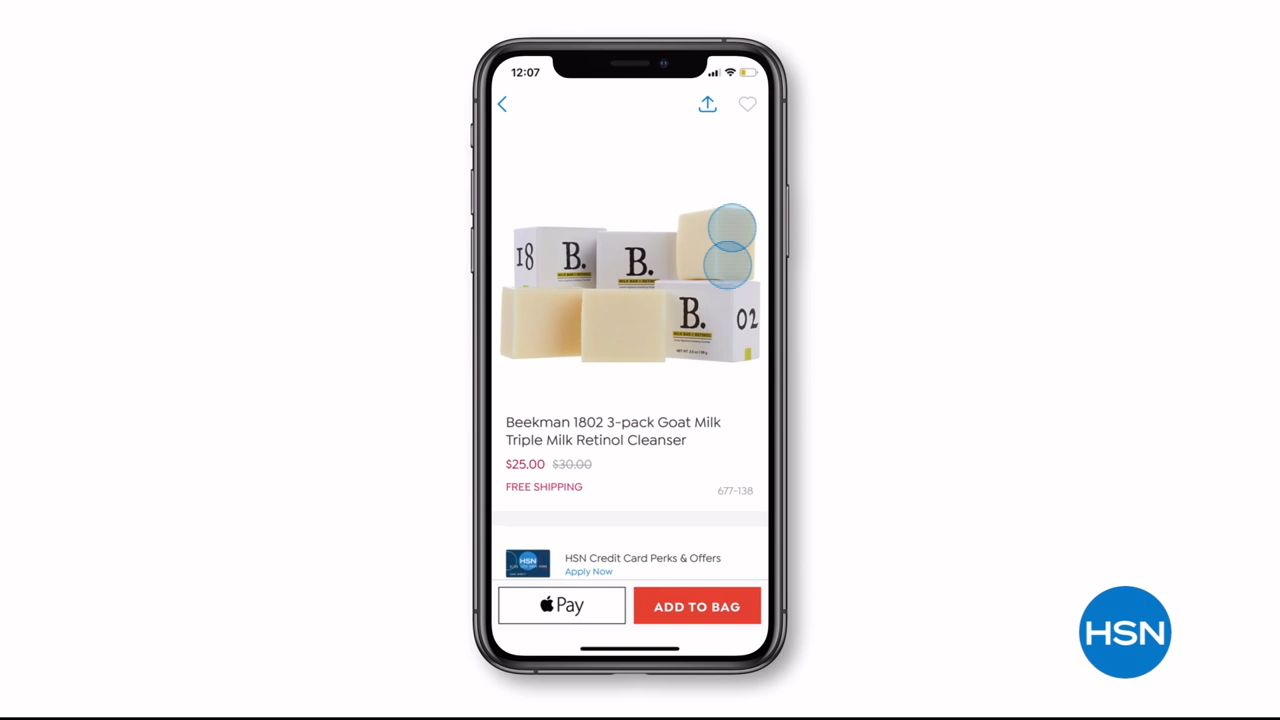 12:07
18
B.
B.
B.
02
Beekman 1802 3-pack Goat Milk
Triple Milk Retinol Cleanser
$25.00 $30.00
FREE SHIPPING
677-138
HSN
HSN Credit Card Perks & Offers
Apply Now
Pay
ADD TO BAG
HSN